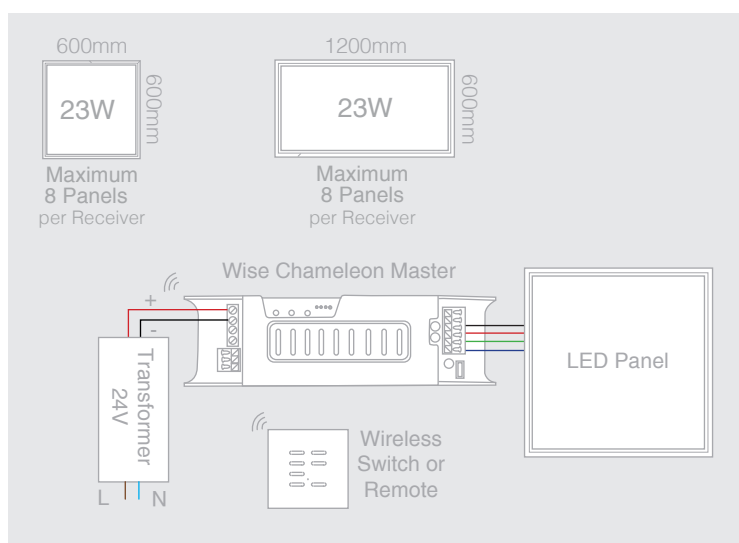 600mm
23W
600mm
Maximum
8 Panels
per Receiver
1200mm
23W
600mm
Maximum
8 Panels
per Receiver
Wise Chameleon Master
+
-
Transformer
24V
L N
LED Panel
Wireless
Switch or
Remote